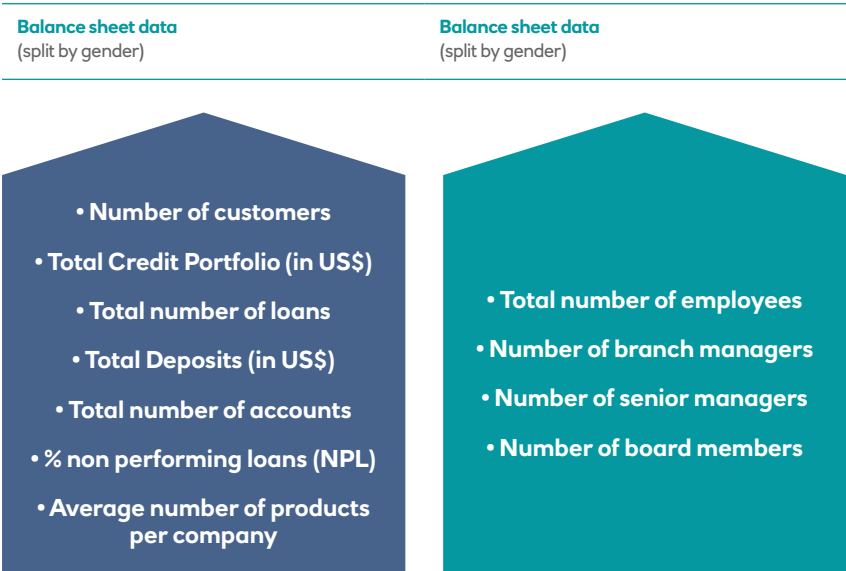 Balance sheet data
(split by gender)
• Number of customers
• Total Credit Portfolio (in US$)
• Total number of loans
• Total Deposits (in US$)
• Total number of accounts
• % non performing loans (NPL)
• Average number of products
per company
Balance sheet data
(split by gender)
• Total number of employees
• Number of branch managers
• Number of senior managers
• Number of board members